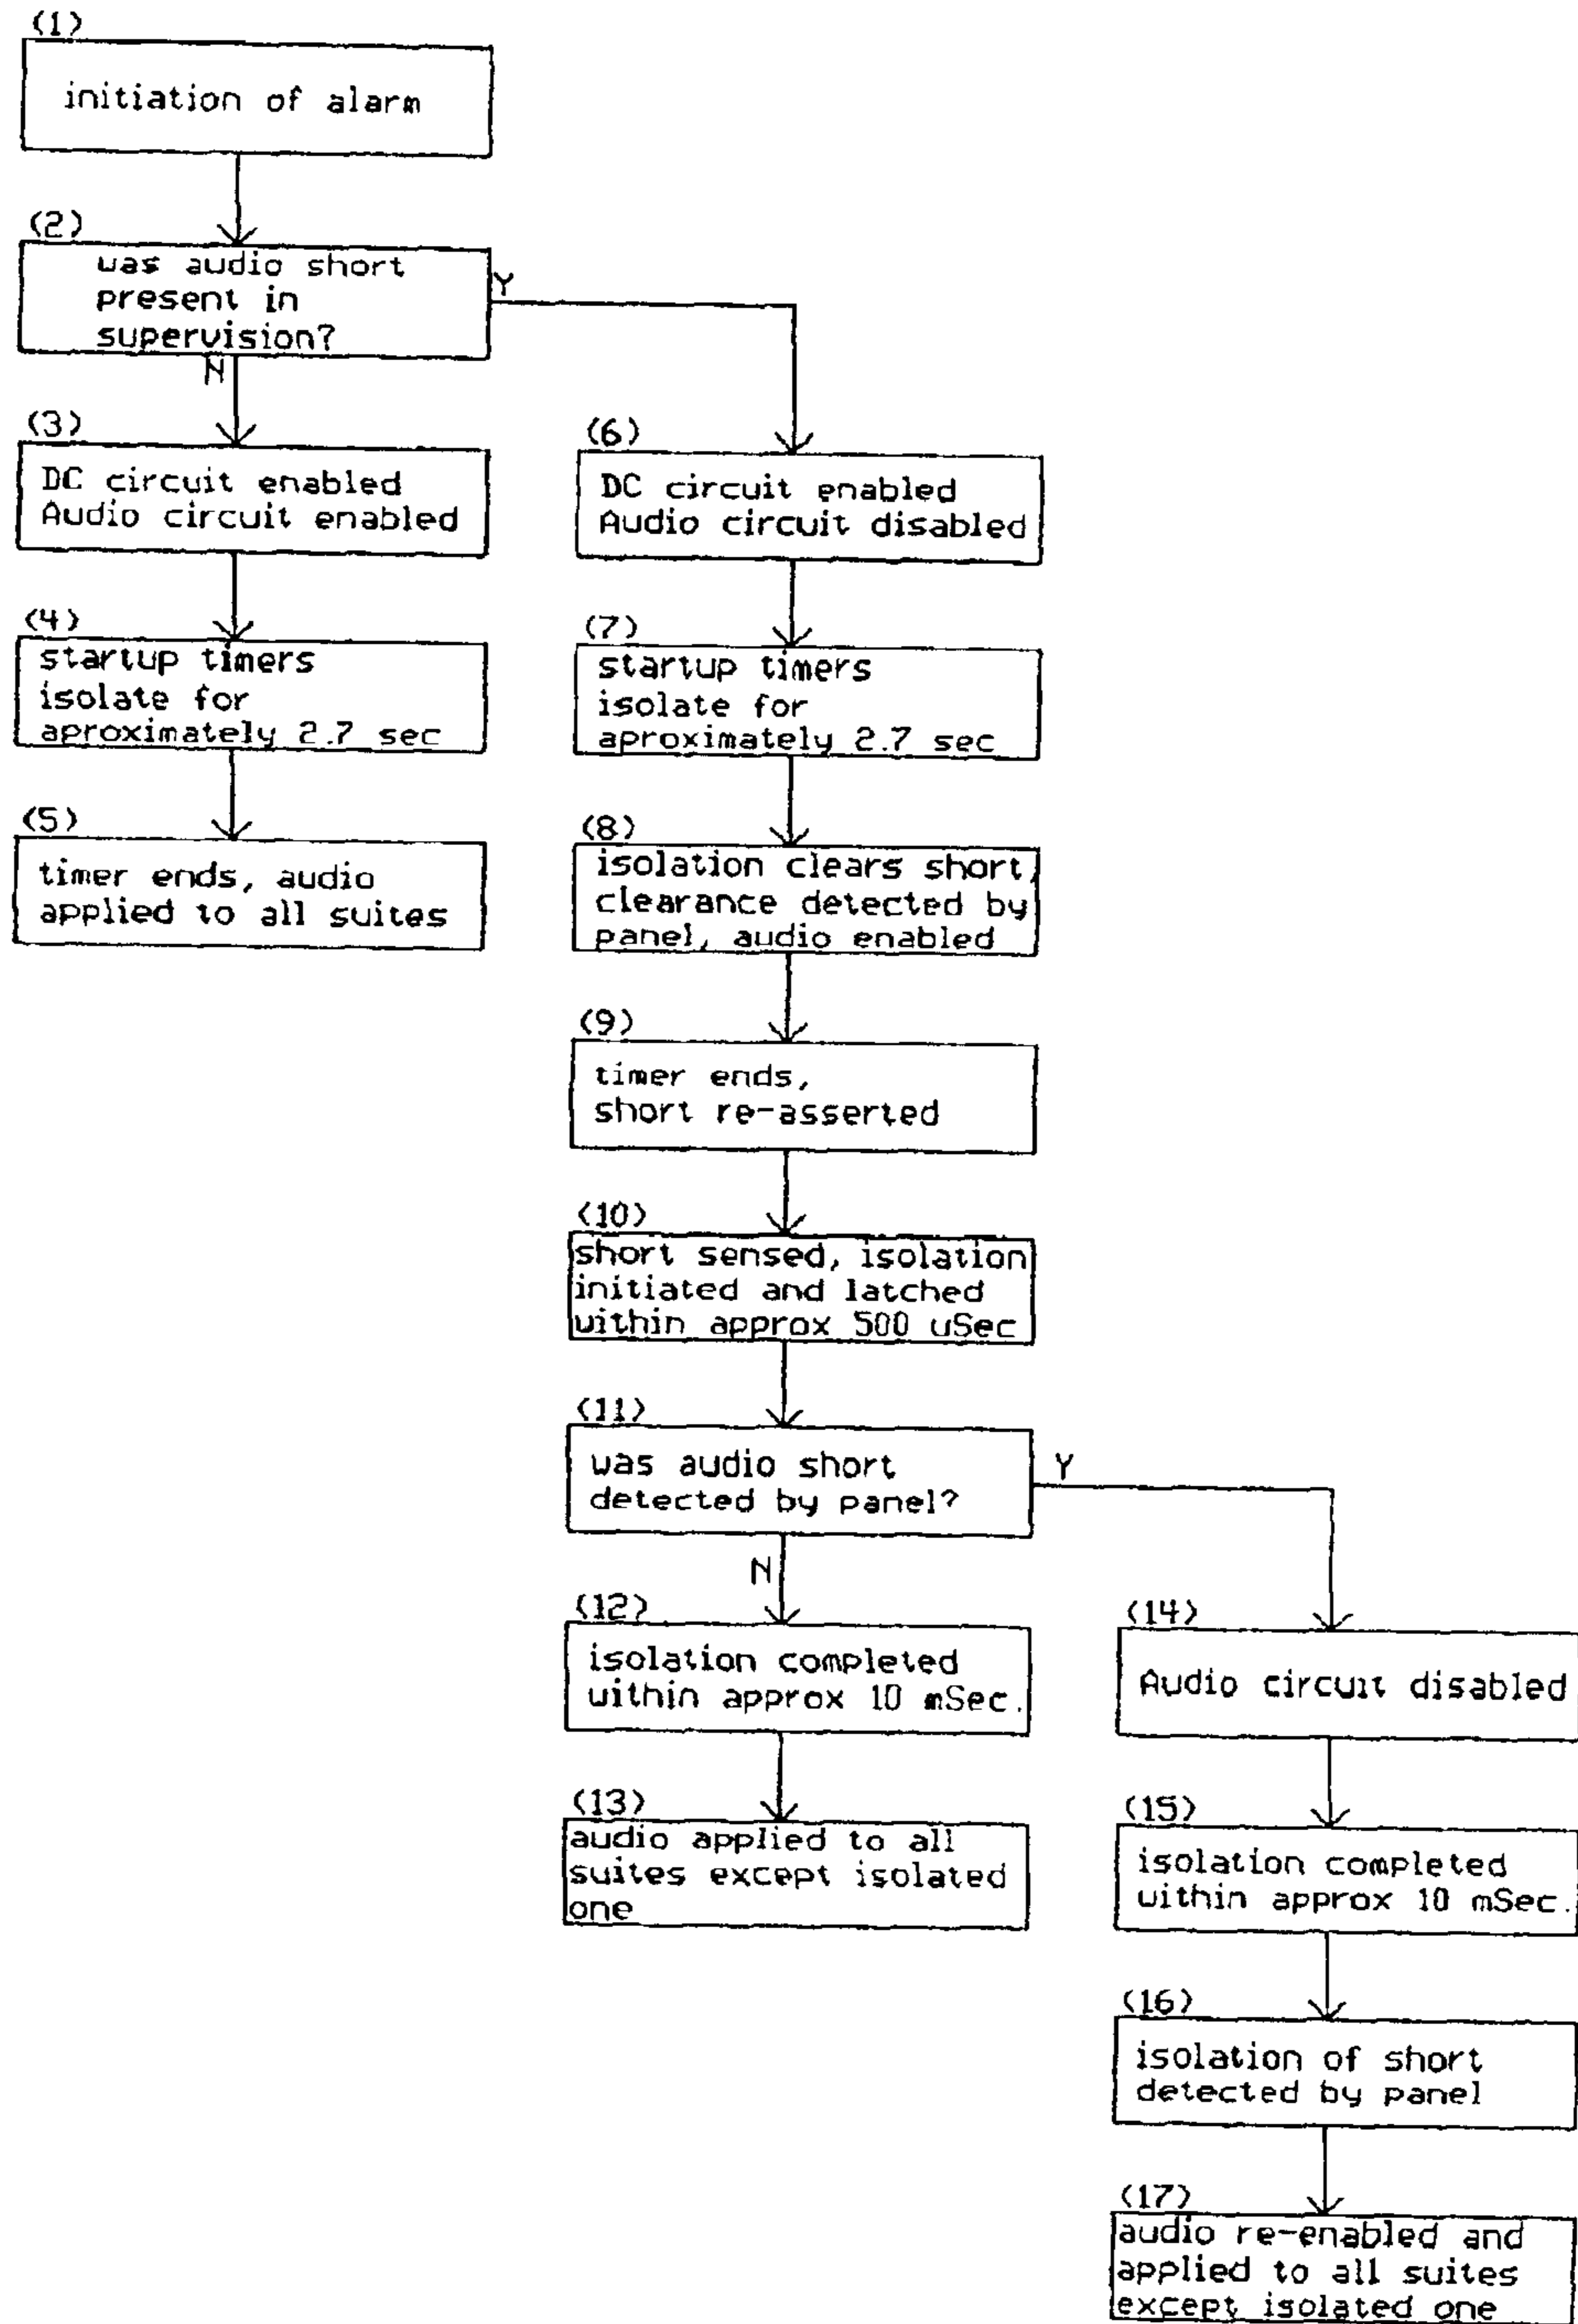 (1)
initiation of alarm
(2)
was audio short
present in
supervision?
Y
N
(3)
DC circuit enabled
Audio circuit enabled
(4)
startup timers
isolate for
aproximately 2.7 sec
(5)
timer ends, audio
applied to all suites
(6)
DC circuit enabled
Audio circuit disabled
(7)
startup timers
isolate for
aproximately 2.7 sec
(8)
isolation clears short,
clearance detected by
panel, audio enabled
(9)
timer ends,
short re-asserted
(10)
short sensed, isolation
initiated and latched
within approx 500 uSec
(11)
was audio short
detected by panel?
Y
N
(12)
isolation completed
within approx 10 mSec.
(13)
audio applied to all
suites except isolated
one
(14)
Audio circuit disabled
(15)
isolation completed
within approx 10 mSec.
(16)
isolation of short
detected by panel
(17)
audio re-enabled and
applied to all suites
except isolated one